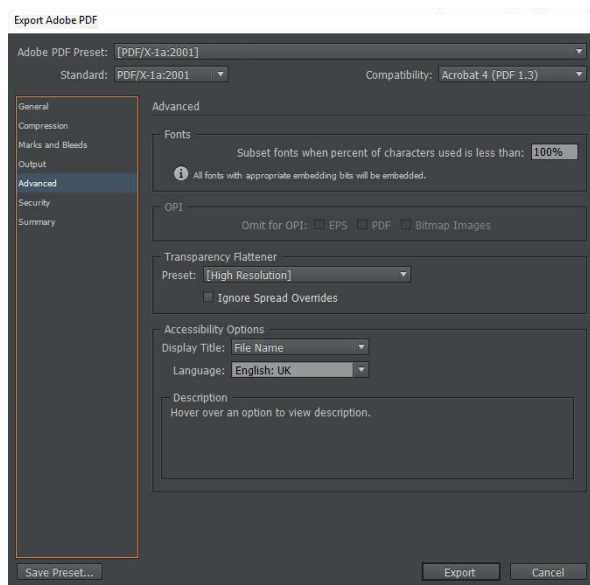 Export Adobe PDF
Adobe PDF Preset: [PDF/X-1a:2001]
Standard: PDF/X-1a:2001 Compatibility: Acrobat 4 (PDF 1.3)
General
Compression
Marks and Bleeds
Output
Advanced
Security
Summary
Advanced
Fonts
Subset fonts when percent of characters used is less than: 100%
All fonts with appropriate embedding bits will be embedded.
OPI
Omit for OPI: EPS PDF Bitmap Images
Transparency Flattener
Preset: [High Resolution]
Ignore Spread Overrides
Accessibility Options
Display Title: File Name
Language: English: UK
Description
Hover over an option to view description.
Save Preset... Export Cancel